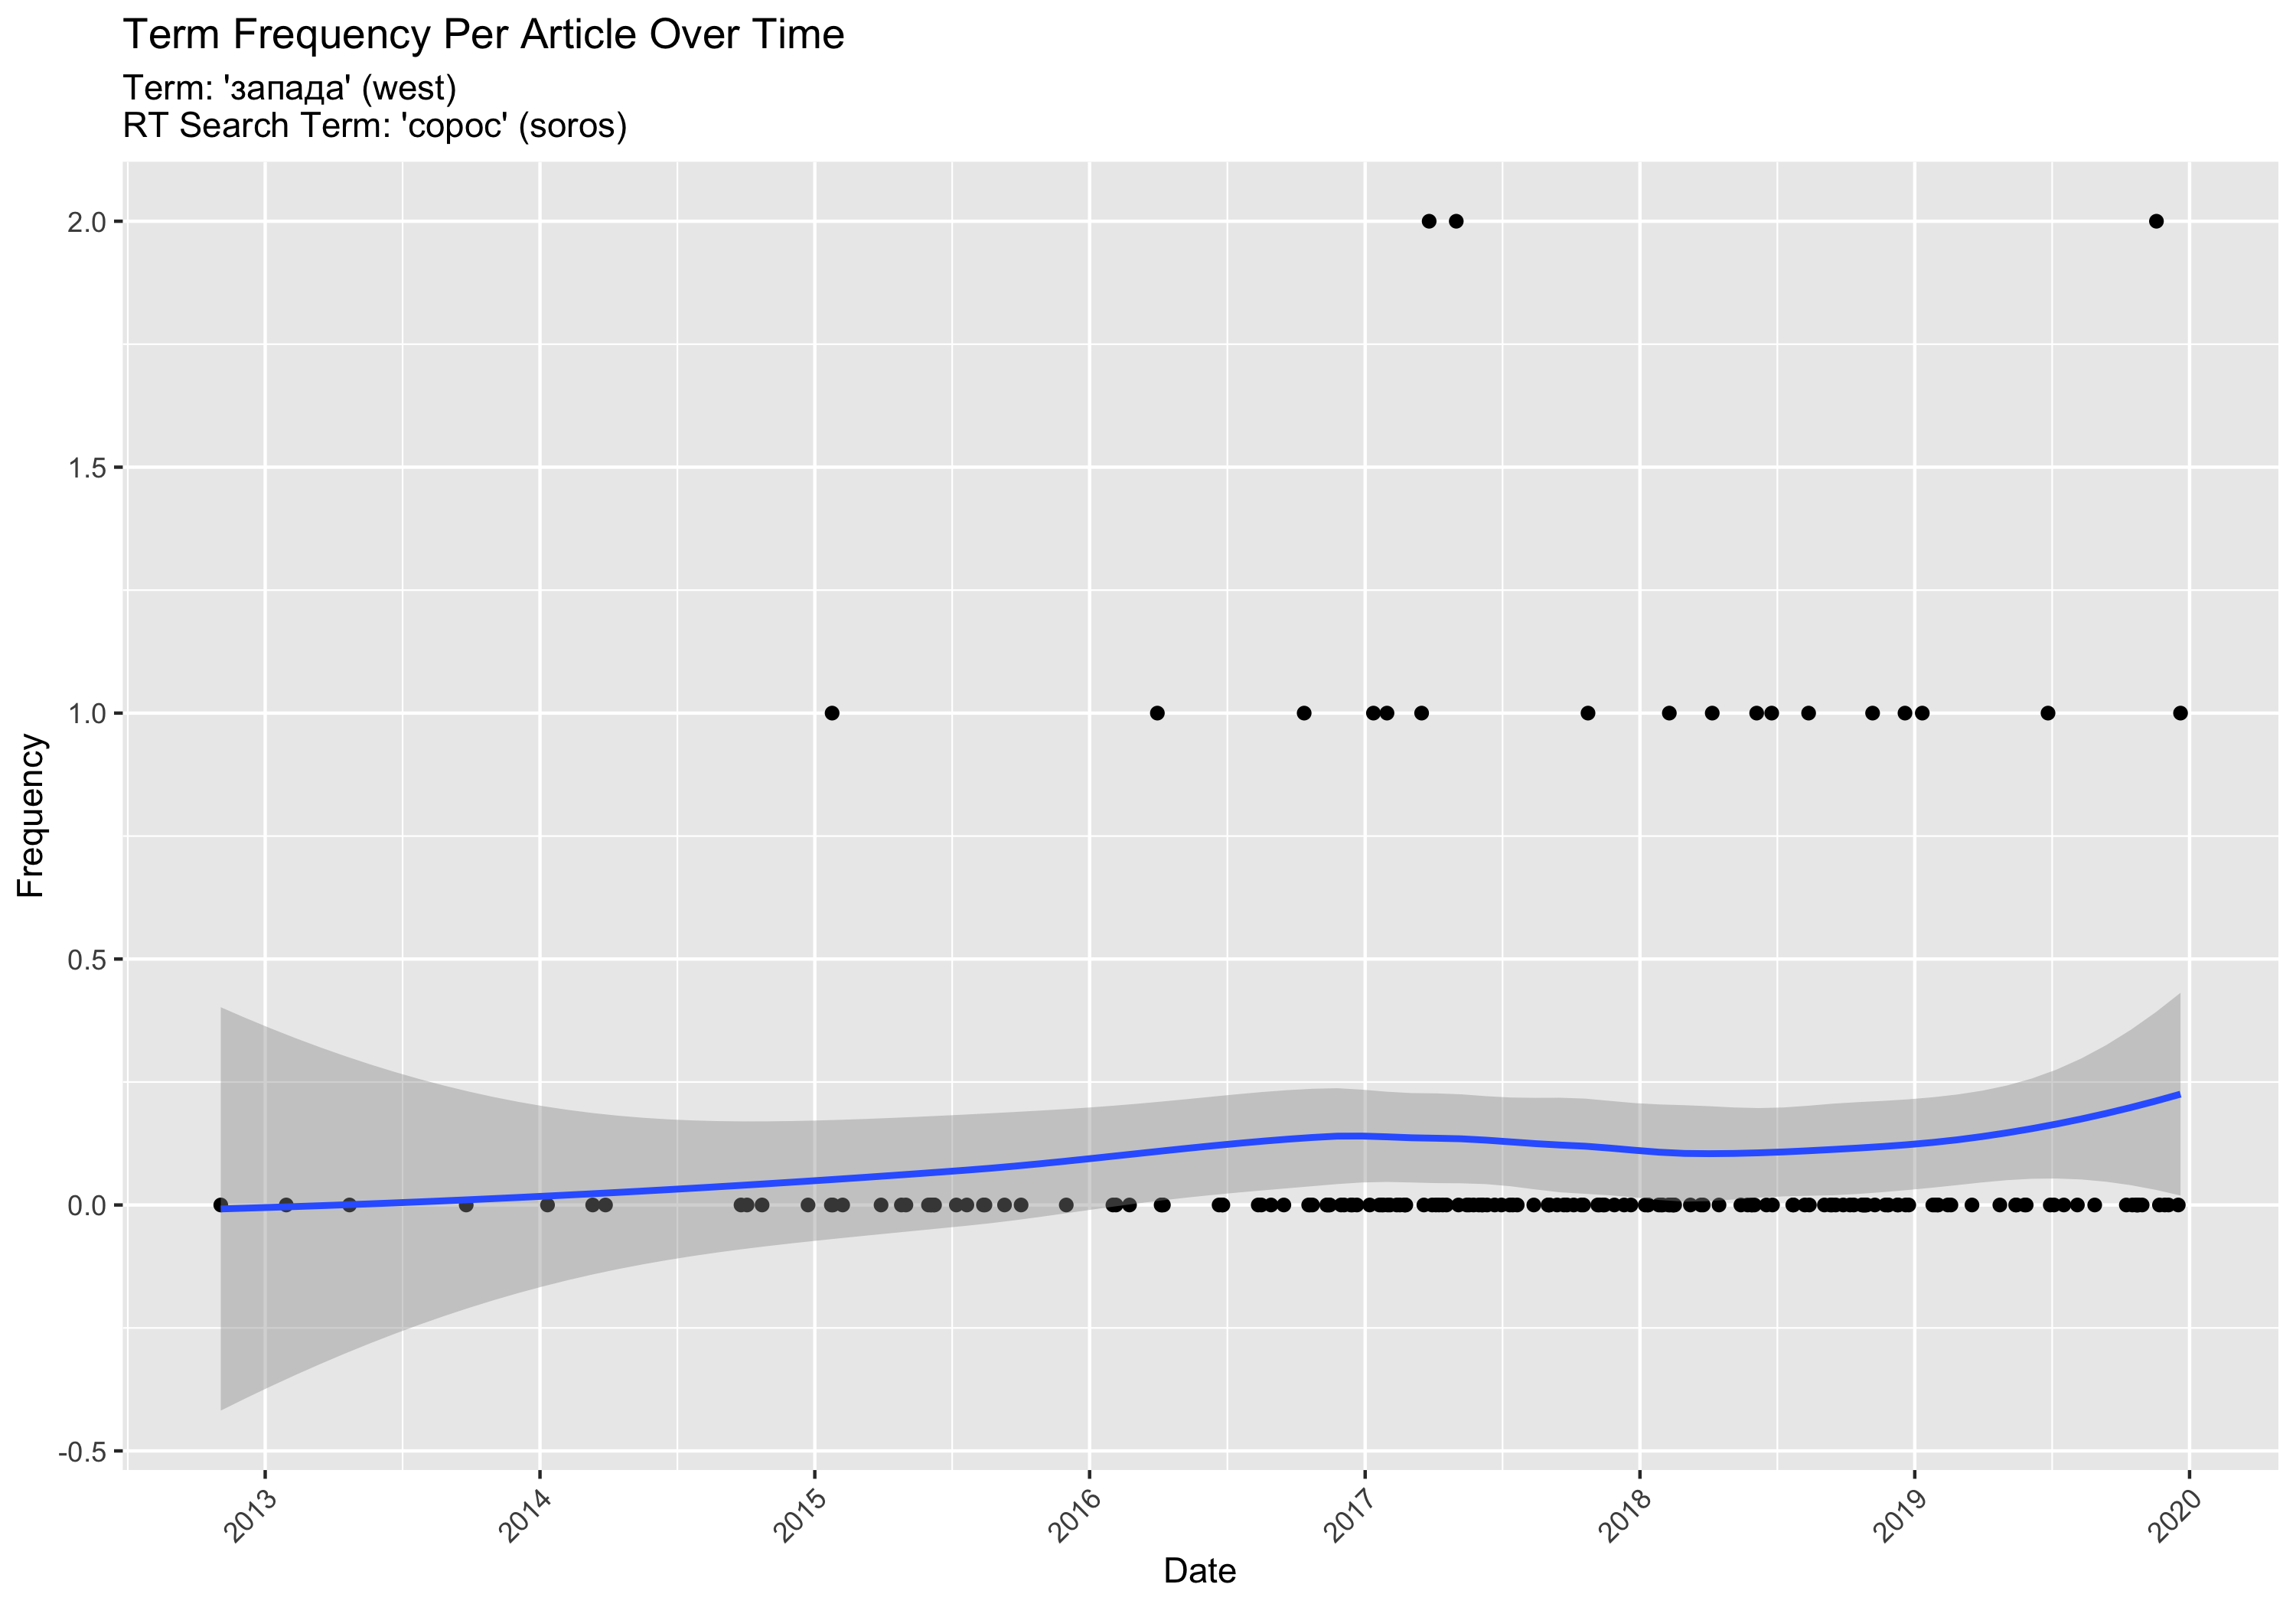 Term Frequency Per Article Over Time
Term: 'запада' (west)
RT Search Term: 'сорос' (soros)
Frequency
2.0
1.5
1.0
0.5
0.0
-0.5
2013
2014
2015
2016
2017
2018
2019
2020
Date